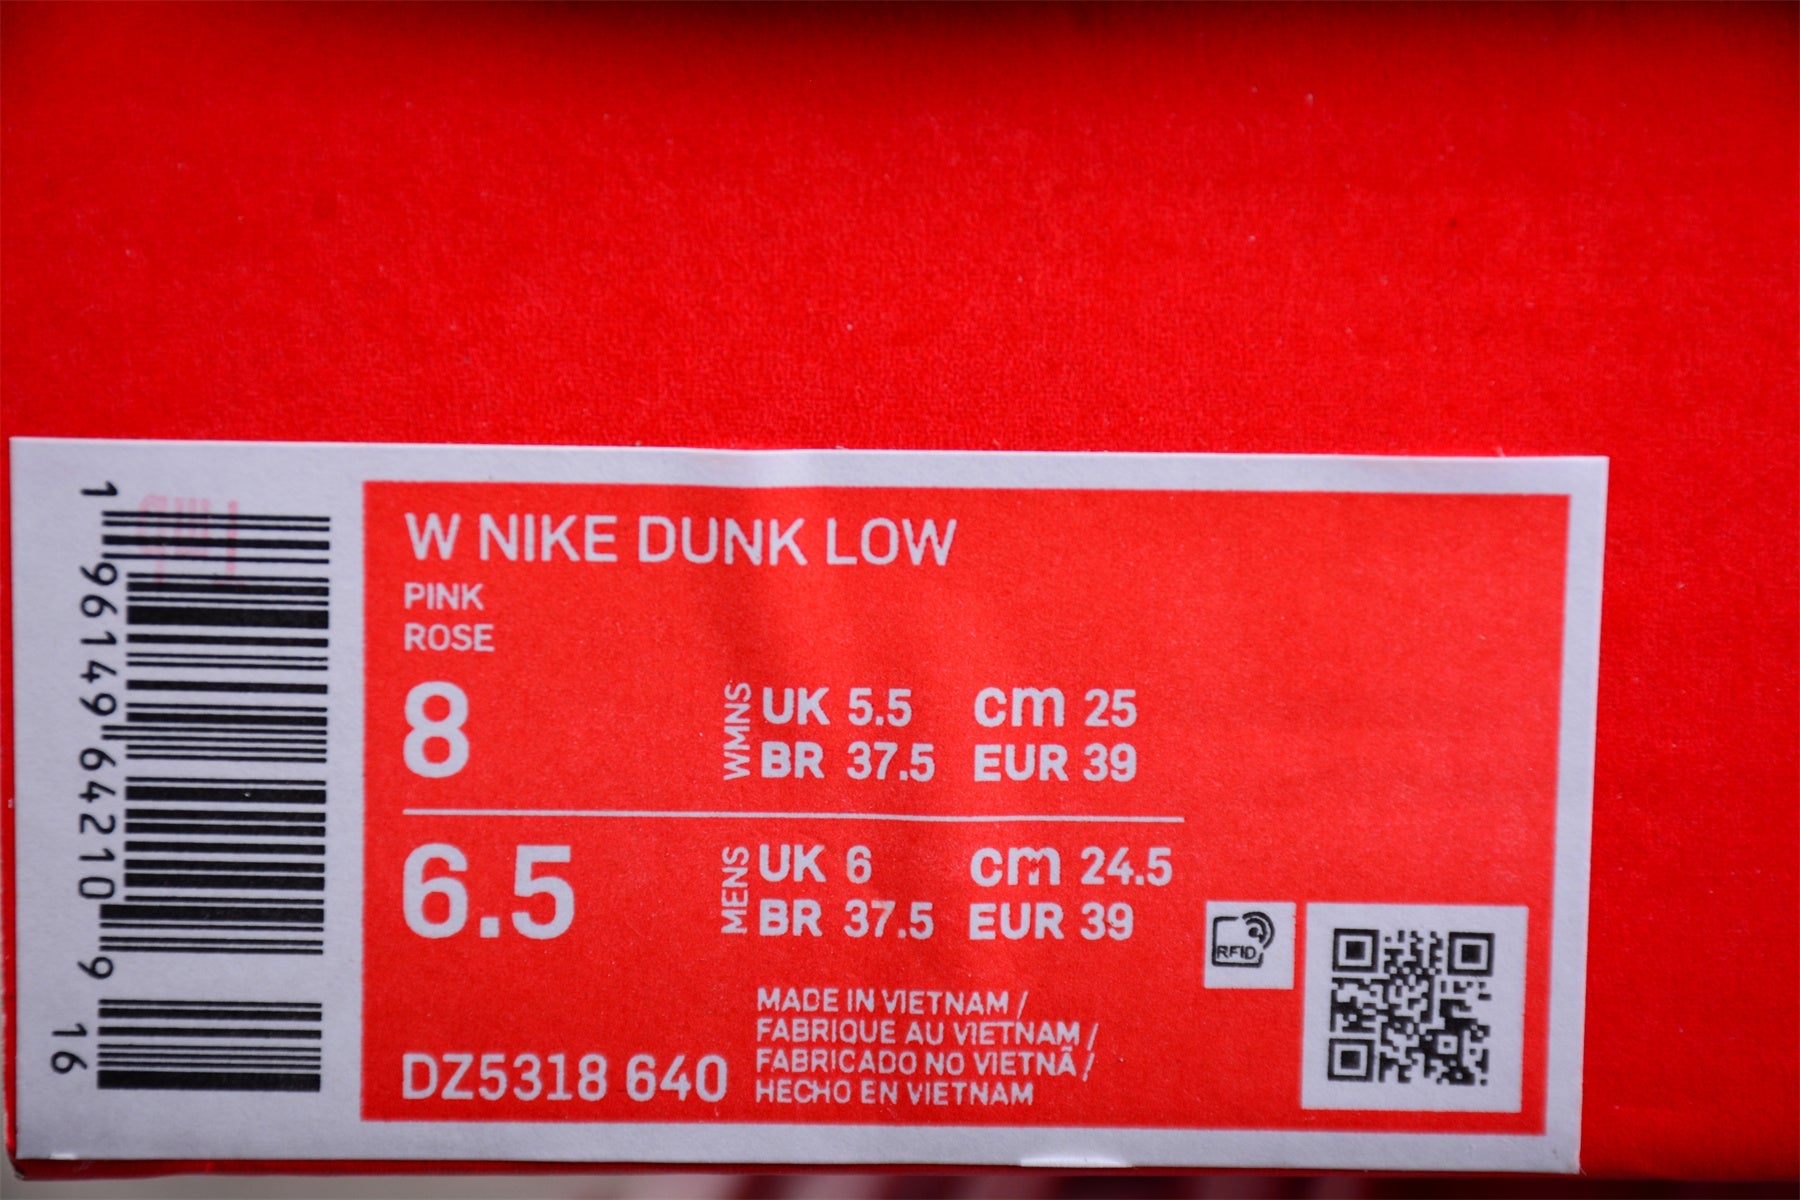 1 96149 64210 9 16
W NIKE DUNK LOW
PINK
ROSE
8
WMNS
UK 5.5 cm 25
BR 37.5 EUR 39
6.5
MENS
UK 6 cm 24.5
BR 37.5 EUR 39
RFID
MADE IN VIETNAM /
FABRIQUE AU VIETNAM /
FABRICADO NO VIETNÃ /
HECHO EN VIETNAM
DZ5318 640